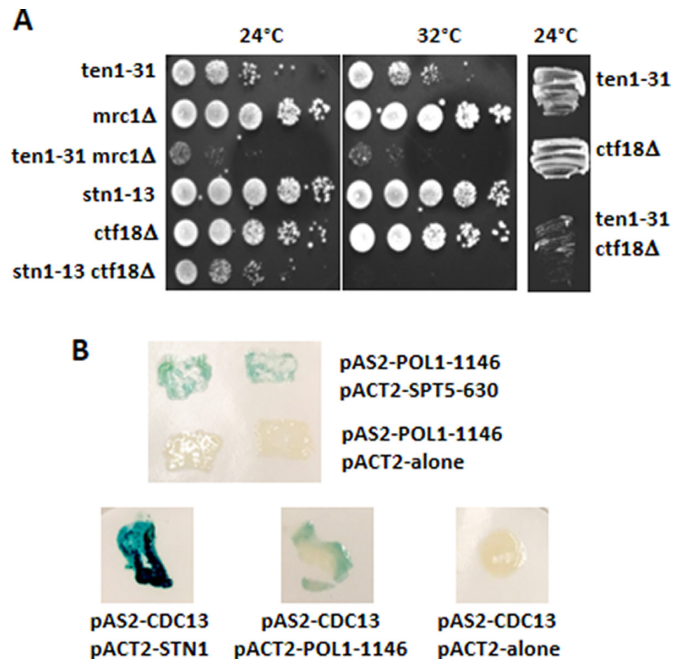 A
24°C 32°C 24°C
ten1-31
mrc1Δ
ten1-31 mrc1Δ
stn1-13
ctf18Δ
stn1-13 ctf18Δ
ten1-31
ctf18Δ
ten1-31
ctf18Δ
B
pAS2-POL1-1146
pACT2-SPT5-630
pAS2-POL1-1146
pACT2-alone
pAS2-CDC13
pACT2-STN1
pAS2-CDC13
pACT2-POL1-1146
pAS2-CDC13
pACT2-alone